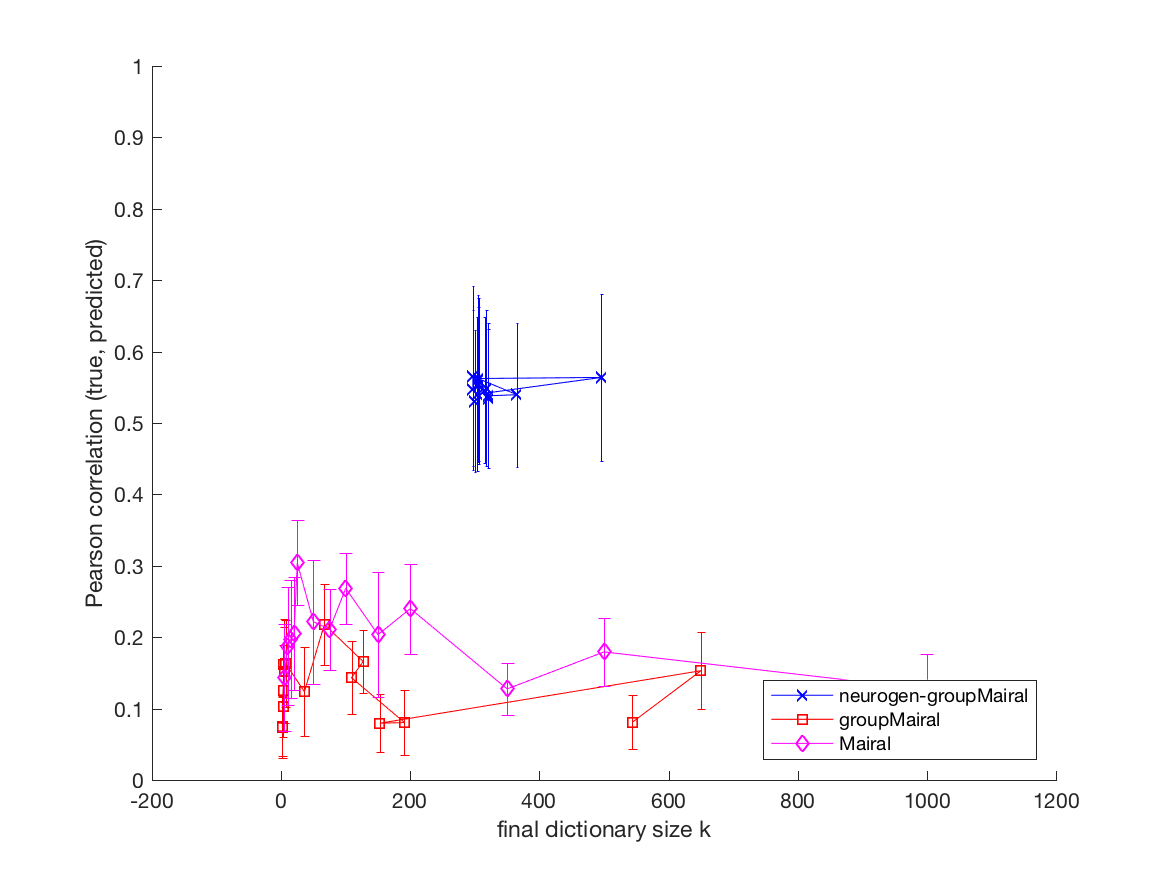 1
0.9
0.8
0.7
0.6
0.5
0.4
0.3
0.2
0.1
0
Pearson correlation (true, predicted)
-200 0 200 400 600 800 1000 1200
final dictionary size k
neurogen-groupMairal
groupMairal
Mairal